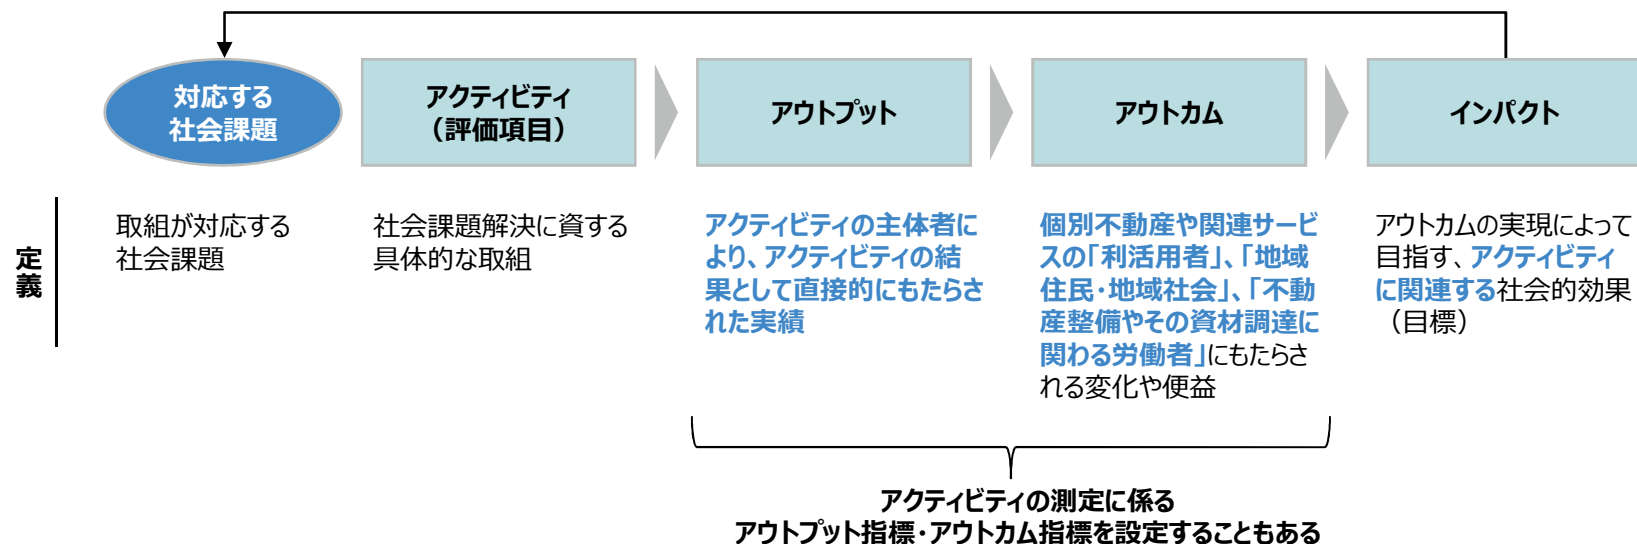 対応する
社会課題
アクティビティ
（評価項目）
アウトプット
アウトカム
インパクト
定義
取組が対応する
社会課題
社会課題解決に資する
具体的な取組
アクティビティの主体者に
より、アクティビティの結
果として直接的にもたらさ
れた実績
個別不動産や関連サービ
スの「利活用者」、「地域
住民・地域社会」、「不動
産整備やその資材調達に
関わる労働者」にもたらさ
れる変化や便益
アウトカムの実現によって
目指す、アクティビティ
に関連する社会的効果
（目標）
アクティビティの測定に係る
アウトプット指標・アウトカム指標を設定することもある